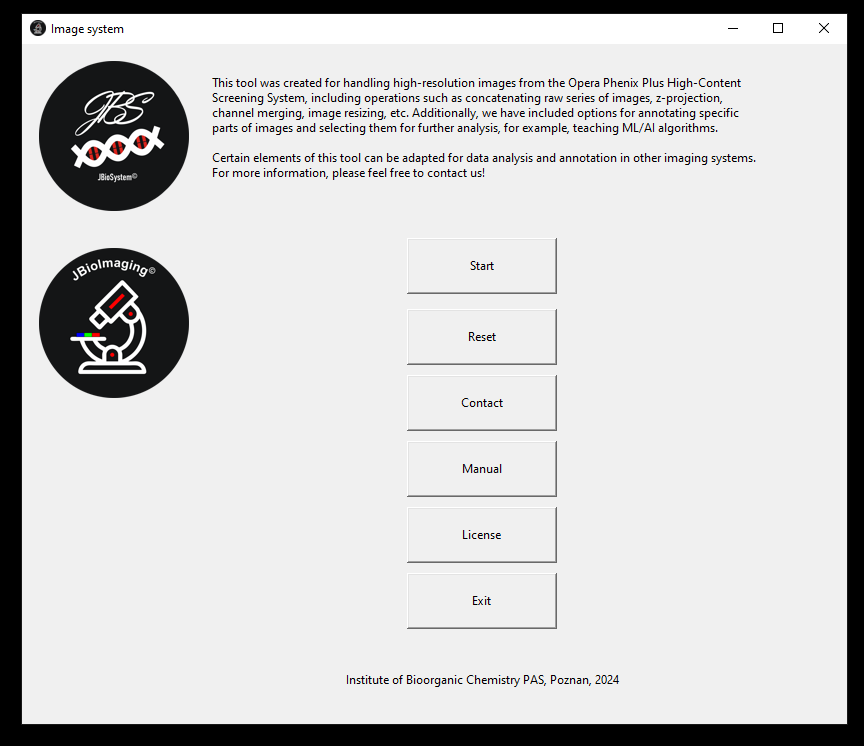 Image system
This tool was created for handling high-resolution images from the Opera Phenix Plus High-Content
Screening System, including operations such as concatenating raw series of images, z-projection,
channel merging, image resizing, etc. Additionally, we have included options for annotating specific
parts of images and selecting them for further analysis, for example, teaching ML/AI algorithms.
Certain elements of this tool can be adapted for data analysis and annotation in other imaging systems.
For more information, please feel free to contact us!
JBS
JBioSystem©
JBioImaging©
Start
Reset
Contact
Manual
License
Exit
Institute of Bioorganic Chemistry PAS, Poznan, 2024